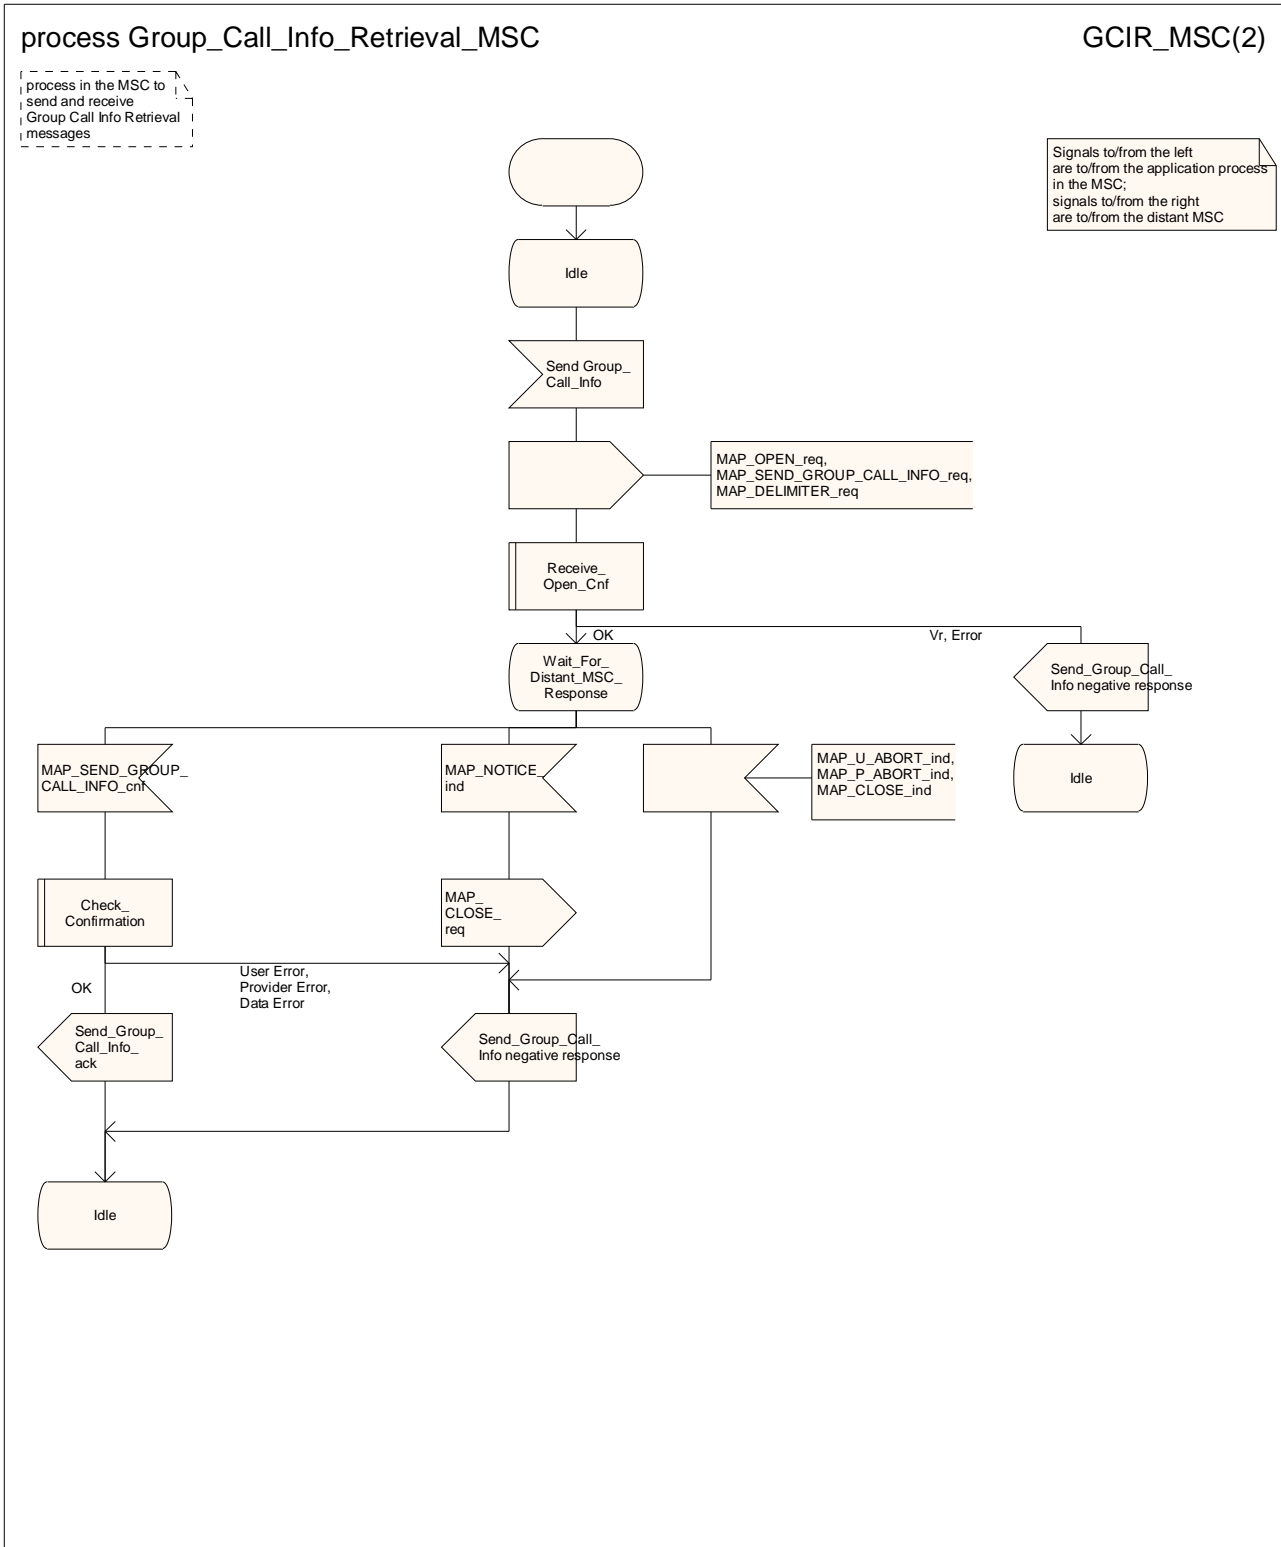 process Group_Call_Info_Retrieval_MSC
GCIR_MSC(2)
process in the MSC to
send and receive
Group Call Info Retrieval
messages
Signals to/from the left
are to/from the application process
in the MSC;
signals to/from the right
are to/from the distant MSC
Idle
Send Group_
Call_Info
MAP_OPEN_req,
MAP_SEND_GROUP_CALL_INFO_req,
MAP_DELIMITER_req
Receive_
Open_Cnf
OK
Vr, Error
Wait_For_
Distant_MSC_
Response
Send_Group_Call_
Info negative response
MAP_SEND_GROUP_
CALL_INFO_cnf
MAP_NOTICE_
ind
MAP_U_ABORT_ind,
MAP_P_ABORT_ind,
MAP_CLOSE_ind
Idle
Check_
Confirmation
MAP_
CLOSE_
req
User Error,
Provider Error,
Data Error
OK
Send_Group_
Call_Info_
ack
Send_Group_Call_
Info negative response
Idle